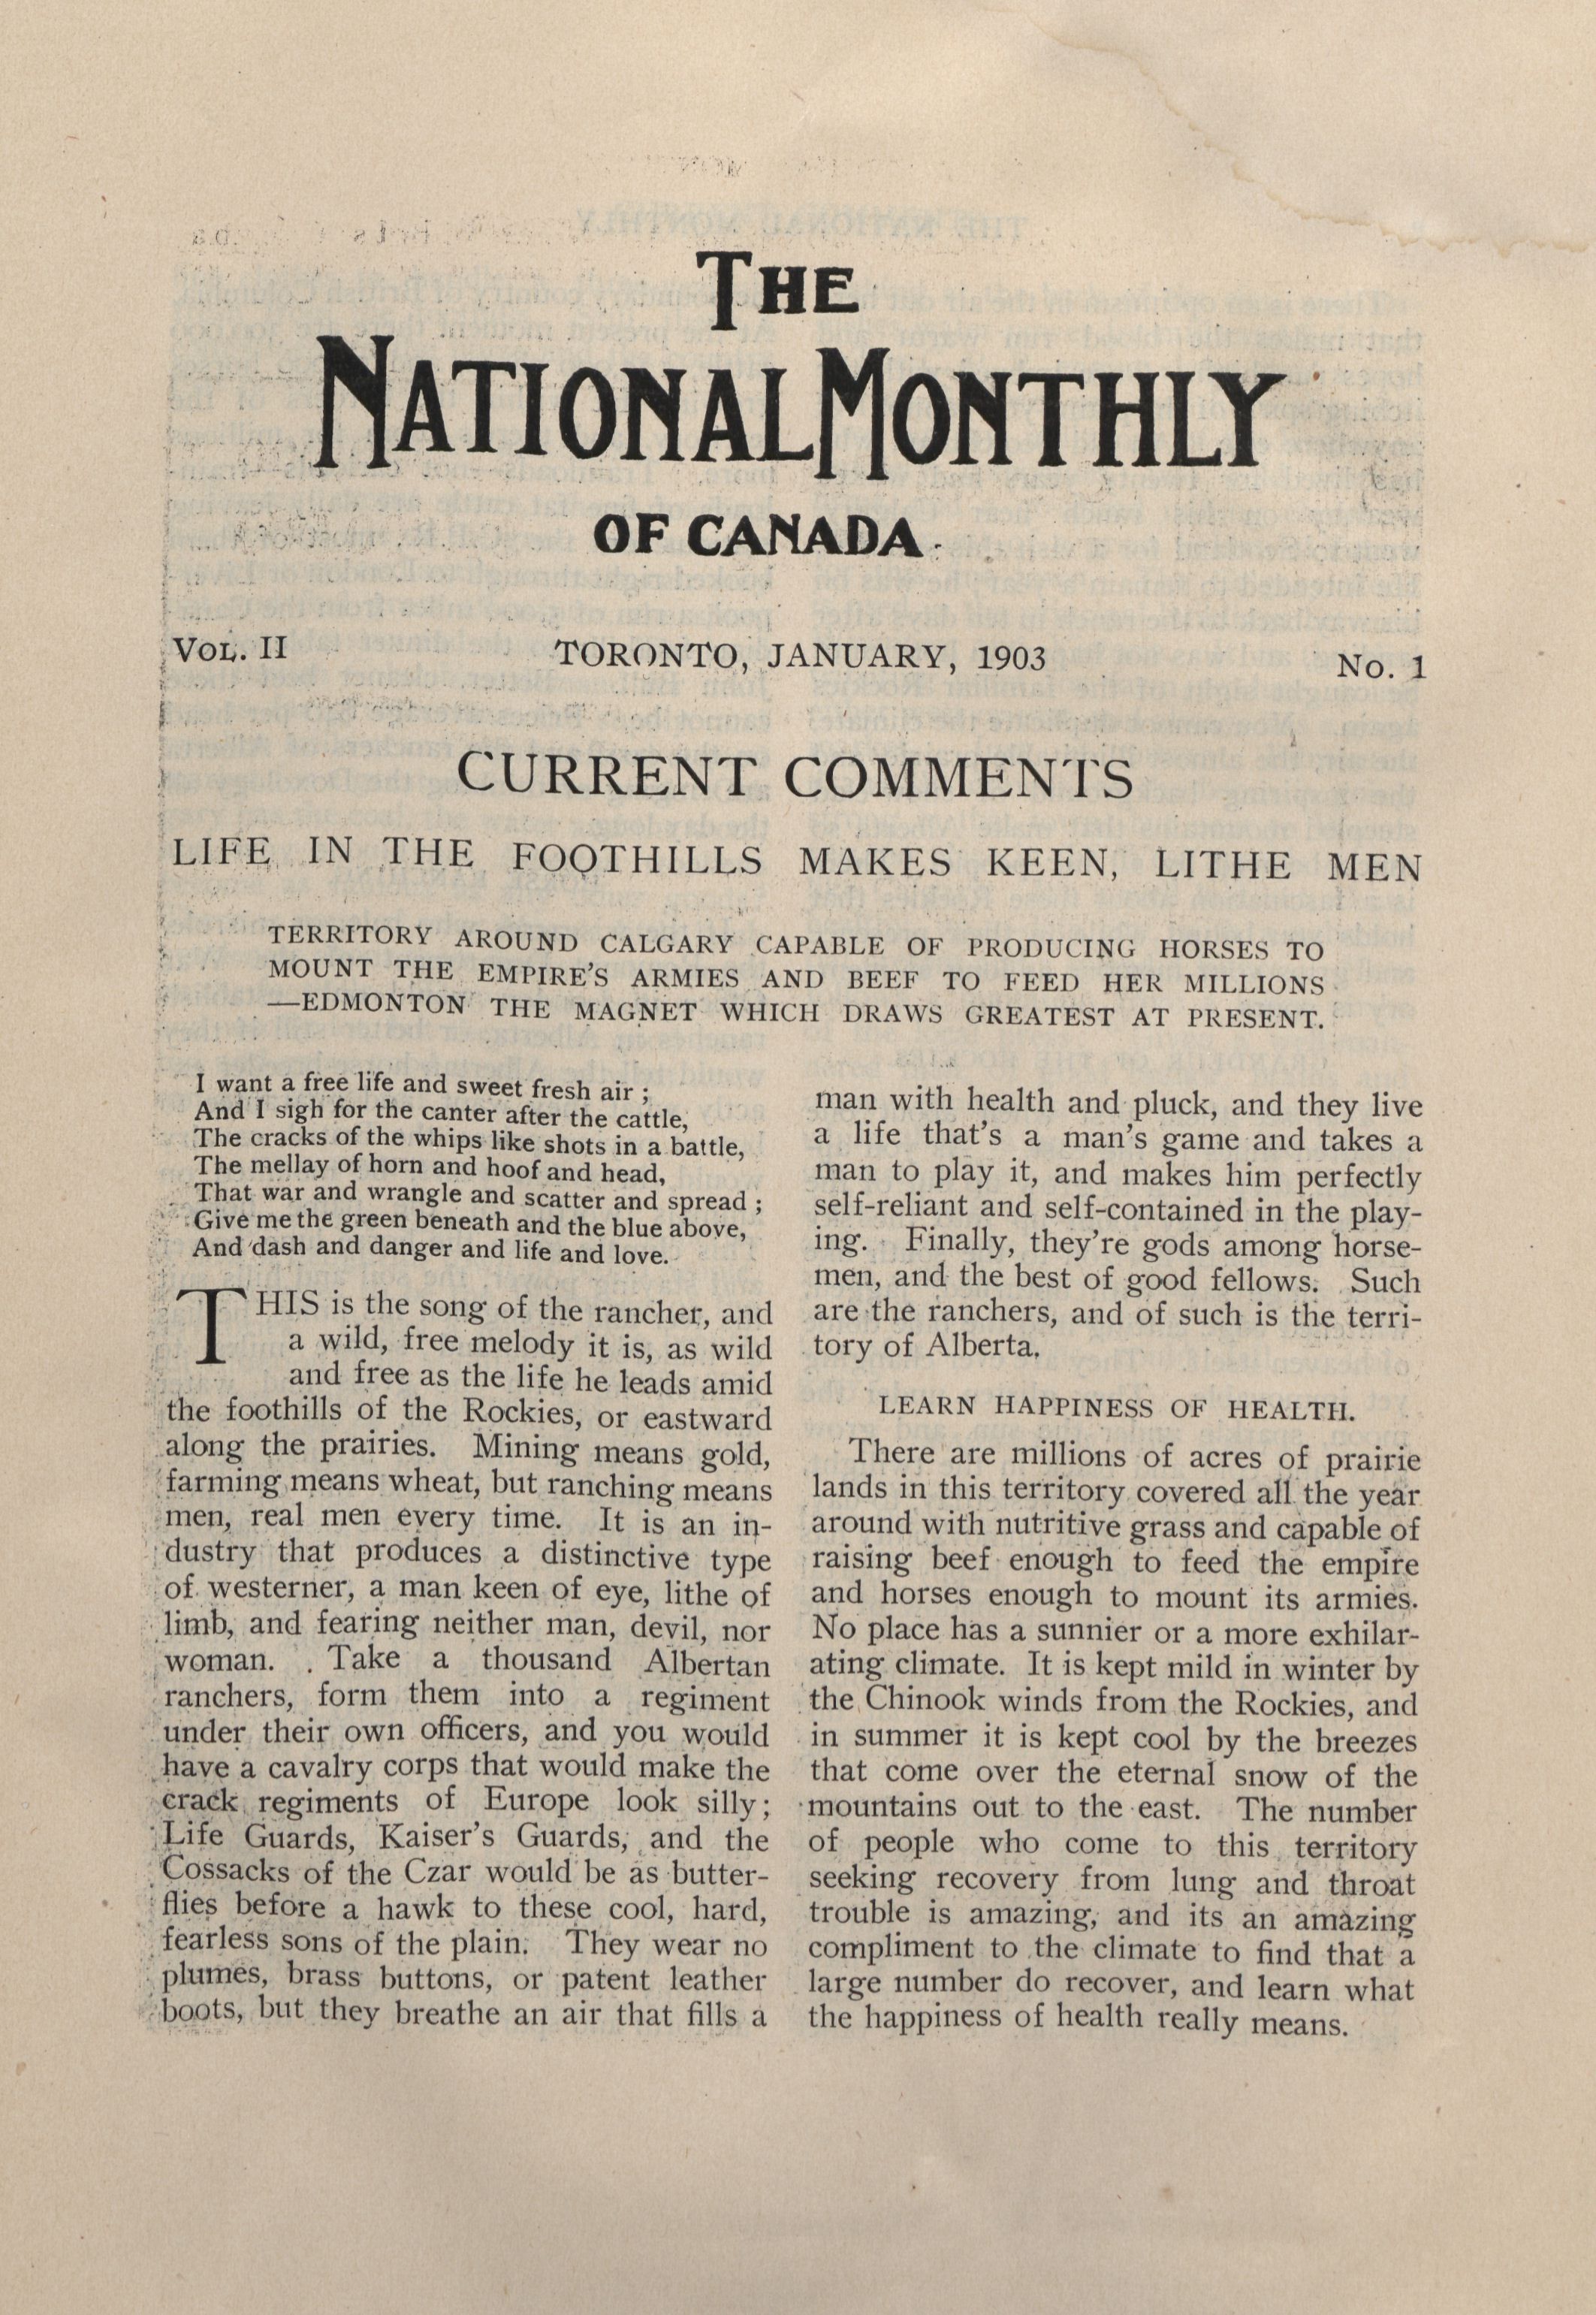 THE
NATIONAL MONTHLY
OF CANADA
VOL. II TORONTO, JANUARY, 1903 No. 1
CURRENT COMMENTS
LIFE IN THE FOOTHILLS MAKES KEEN, LITHE MEN
TERRITORY AROUND CALGARY CAPABLE OF PRODUCING HORSES TO
MOUNT THE EMPIRE'S ARMIES AND BEEF TO FEED HER MILLIONS
—EDMONTON THE MAGNET WHICH DRAWS GREATEST AT PRESENT.
I want a free life and sweet fresh air ;
And I sigh for the canter after the cattle,
The cracks of the whips like shots in a battle,
The mellay of horn and hoof and head,
That war and wrangle and scatter and spread ;
Give me the green beneath and the blue above,
And dash and danger and life and love.
THIS is the song of the rancher, and
a wild, free melody it is, as wild
and free as the life he leads amid
the foothills of the Rockies, or eastward
along the prairies. Mining means gold,
farming means wheat, but ranching means
men, real men every time. It is an in-
dustry that produces a distinctive type
of westerner, a man keen of eye, lithe of
limb, and fearing neither man, devil, nor
woman. Take a thousand Albertan
ranchers, form them into a regiment
under their own officers, and you would
have a cavalry corps that would make the
crack regiments of Europe look silly;
Life Guards, Kaiser's Guards, and the
Cossacks of the Czar would be as butter-
flies before a hawk to these cool, hard,
fearless sons of the plain. They wear no
plumes, brass buttons, or patent leather
boots, but they breathe an air that fills a
man with health and pluck, and they live
a life that's a man's game and takes a
man to play it, and makes him perfectly
self-reliant and self-contained in the play-
ing. Finally, they're gods among horse-
men, and the best of good fellows. Such
are the ranchers, and of such is the terri-
tory of Alberta.
LEARN HAPPINESS OF HEALTH.
There are millions of acres of prairie
lands in this territory covered all the year
around with nutritive grass and capable of
raising beef enough to feed the empire
and horses enough to mount its armies.
No place has a sunnier or a more exhilar-
ating climate. It is kept mild in winter by
the Chinook winds from the Rockies, and
in summer it is kept cool by the breezes
that come over the eternal snow of the
mountains out to the east. The number
of people who come to this territory
seeking recovery from lung and throat
trouble is amazing, and its an amazing
compliment to the climate to find that a
large number do recover, and learn what
the happiness of health really means.